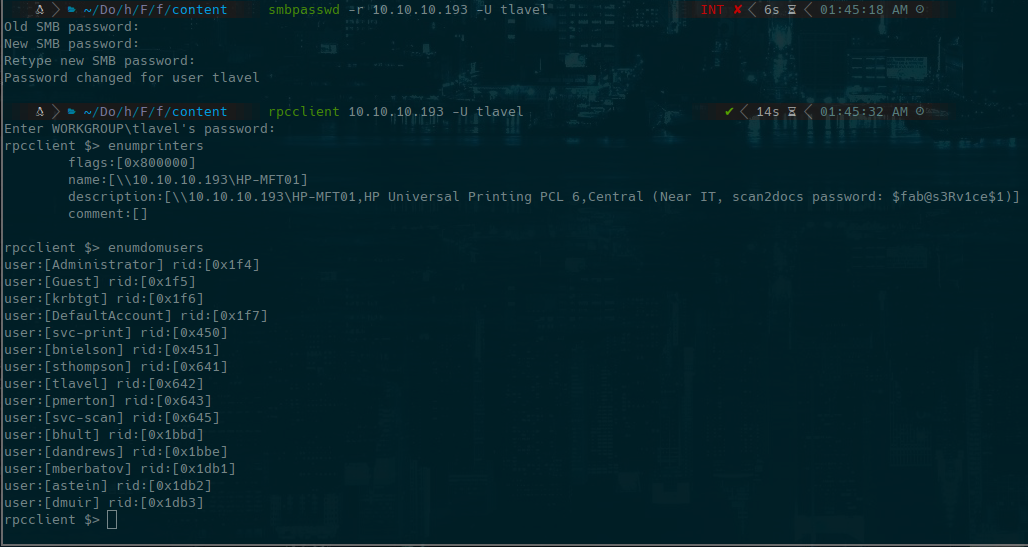 ~/Do/h/F/f/content smbpasswd -r 10.10.10.193 -U tlavel INT ✘ 6s 01:45:18 AM
Old SMB password:
New SMB password:
Retype new SMB password:
Password changed for user tlavel
~/Do/h/F/f/content rpcclient 10.10.10.193 -U tlavel ✔ 14s 01:45:32 AM
Enter WORKGROUP\tlavel's password:
rpcclient $> enumprinters
flags:[0x800000]
name:[\\10.10.10.193\HP-MFT01]
description:[\\10.10.10.193\HP-MFT01,HP Universal Printing PCL 6,Central (Near IT, scan2docs password: $fab@s3Rv1ce$1)]
comment:[]
rpcclient $> enumdomusers
user:[Administrator] rid:[0x1f4]
user:[Guest] rid:[0x1f5]
user:[krbtgt] rid:[0x1f6]
user:[DefaultAccount] rid:[0x1f7]
user:[svc-print] rid:[0x450]
user:[bnielson] rid:[0x451]
user:[sthompson] rid:[0x641]
user:[tlavel] rid:[0x642]
user:[pmerton] rid:[0x643]
user:[svc-scan] rid:[0x645]
user:[bhult] rid:[0x1bbd]
user:[dandrews] rid:[0x1bbe]
user:[mberbatov] rid:[0x1db1]
user:[astein] rid:[0x1db2]
user:[dmuir] rid:[0x1db3]
rpcclient $>